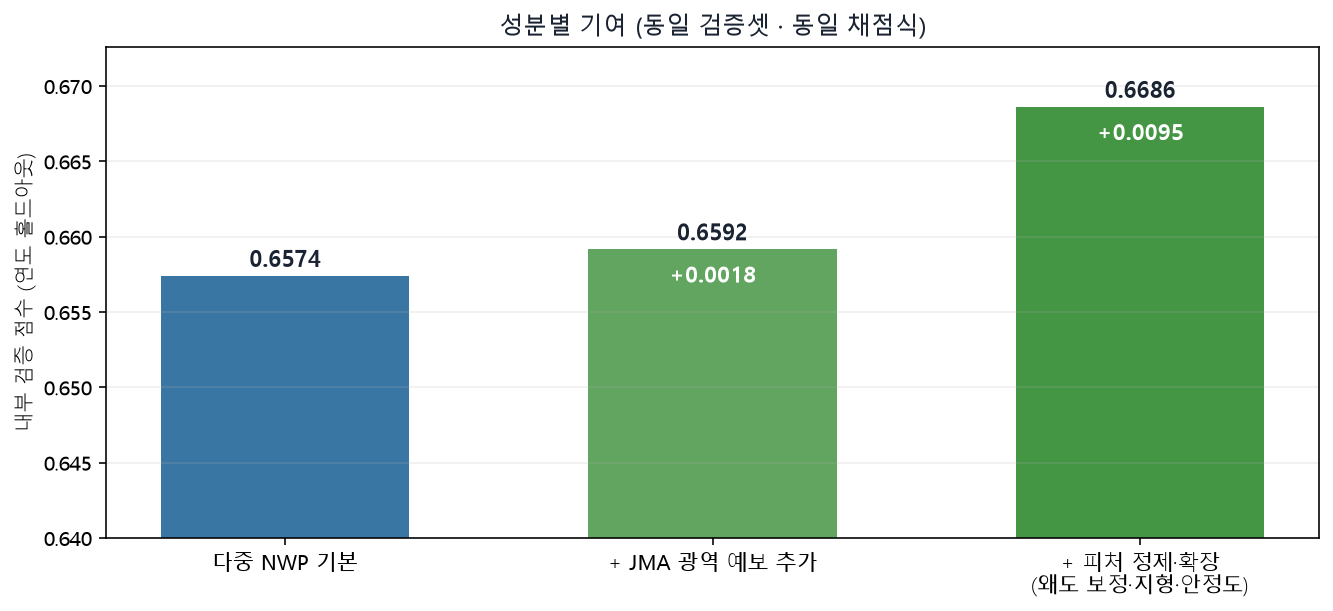 성분별 기여 (동일 검증셋 · 동일 채점식)
내부 검증 점수 (연도 홀드아웃)
0.670
0.665
0.660
0.655
0.650
0.645
0.640
0.6574
0.6592
+0.0018
0.6686
+0.0095
다중 NWP 기본
+ JMA 광역 예보 추가
+ 피처 정제·확장
(왜도 보정·지형·안정도)